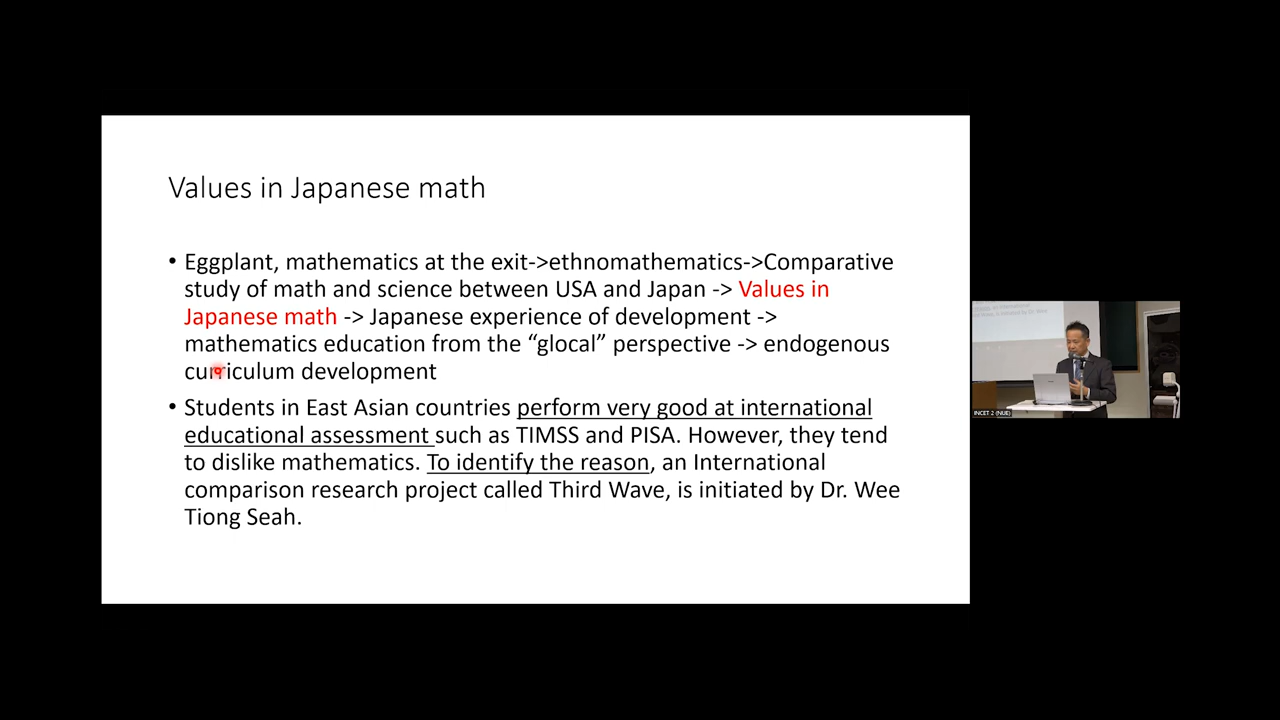 Values in Japanese math
• Eggplant, mathematics at the exit->ethnomathematics->Comparative
study of math and science between USA and Japan -> Values in
Japanese math -> Japanese experience of development ->
mathematics education from the “glocal” perspective -> endogenous
curriculum development
• Students in East Asian countries perform very good at international
educational assessment such as TIMSS and PISA. However, they tend
to dislike mathematics. To identify the reason, an International
comparison research project called Third Wave, is initiated by Dr. Wee
Tiong Seah.
INCET 2 (NUE)